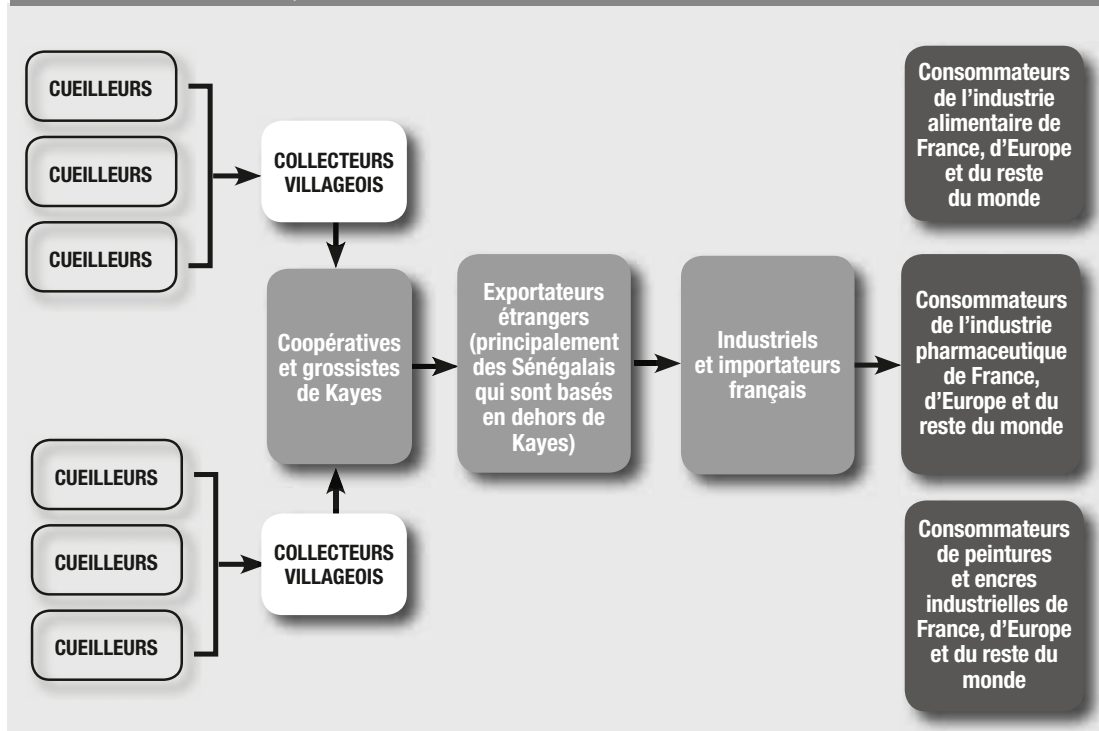 CUEILLEURS
CUEILLEURS
CUEILLEURS
COLLECTEURS
VILLAGEOIS
Coopératives
et grossistes
de Kayes
Exportateurs
étrangers
(principalement
des Sénégalais
qui sont basés
en dehors de
Kayes)
Industriels
et importateurs
français
Consommateurs
de l'industrie
alimentaire de
France, d'Europe
et du reste
du monde
Consommateurs
de l'industrie
pharmaceutique
de France,
d'Europe et du
reste du monde
Consommateurs
de peintures
et encres
industrielles de
France, d'Europe
et du reste du
monde
CUEILLEURS
CUEILLEURS
CUEILLEURS
COLLECTEURS
VILLAGEOIS